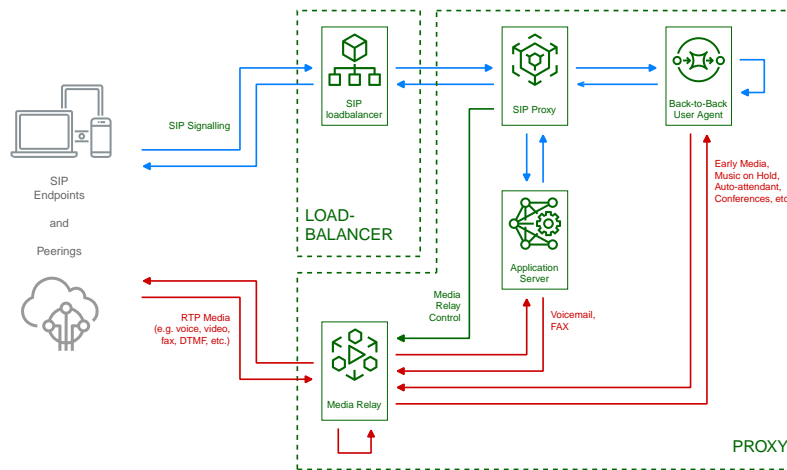 SIP
loadbalancer
SIP Proxy
Back-to-Back
User Agent
SIP Signalling
SIP
Endpoints
and
Peerings
LOAD-
BALANCER
Early Media,
Music on Hold,
Auto-attendant,
Conferences, etc
Application
Server
Media
Relay
Control
RTP Media
(e.g. voice, video,
fax, DTMF, etc.)
Voicemail,
FAX
Media Relay
PROXY